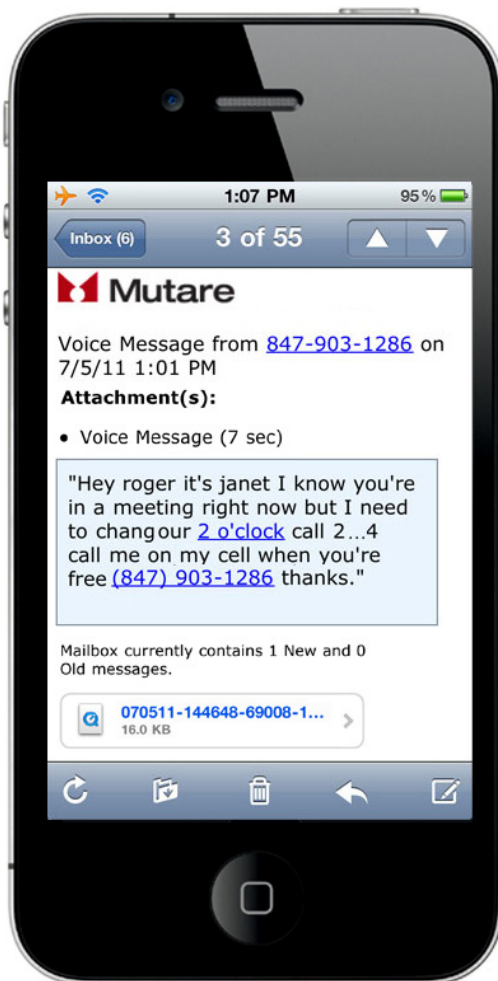 1:07 PM 95%
Inbox (6) 3 of 55
Mutare
Voice Message from 847-903-1286 on
7/5/11 1:01 PM
Attachment(s):
• Voice Message (7 sec)
"Hey roger it's janet I know you're
in a meeting right now but I need
to changour 2 o'clock call 2...4
call me on my cell when you're
free (847) 903-1286 thanks."
Mailbox currently contains 1 New and 0
Old messages.
070511-144648-69008-1...
16.0 KB